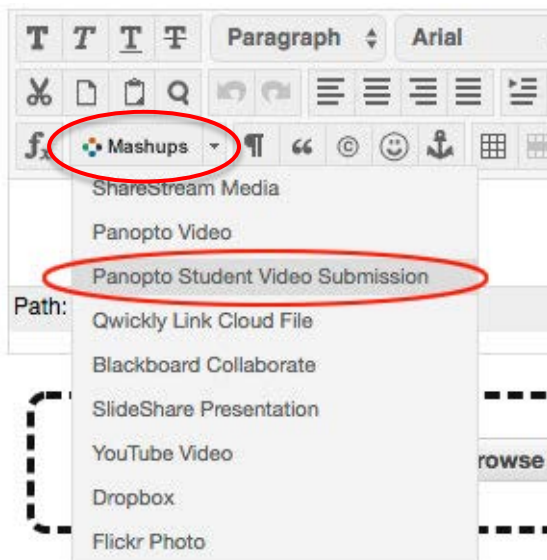 T T T T Paragraph Arial
fx Mashups ¶ “ ©
ShareStream Media
Panopto Video
Panopto Student Video Submission
Path:
Qwickly Link Cloud File
Blackboard Collaborate
SlideShare Presentation
YouTube Video
rowse
Dropbox
Flickr Photo